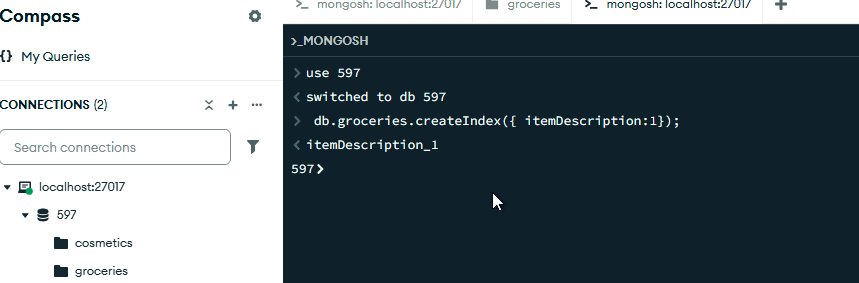 mongosh: localhost:27017 groceries >_ mongosh: localhost:27017 +
Compass
>_MONGOSH
{} My Queries
> use 597
< switched to db 597
CONNECTIONS (2)
> db.groceries.createIndex({ itemDescription:1});
< itemDescription_1
Search connections
597>
localhost:27017
597
cosmetics
groceries